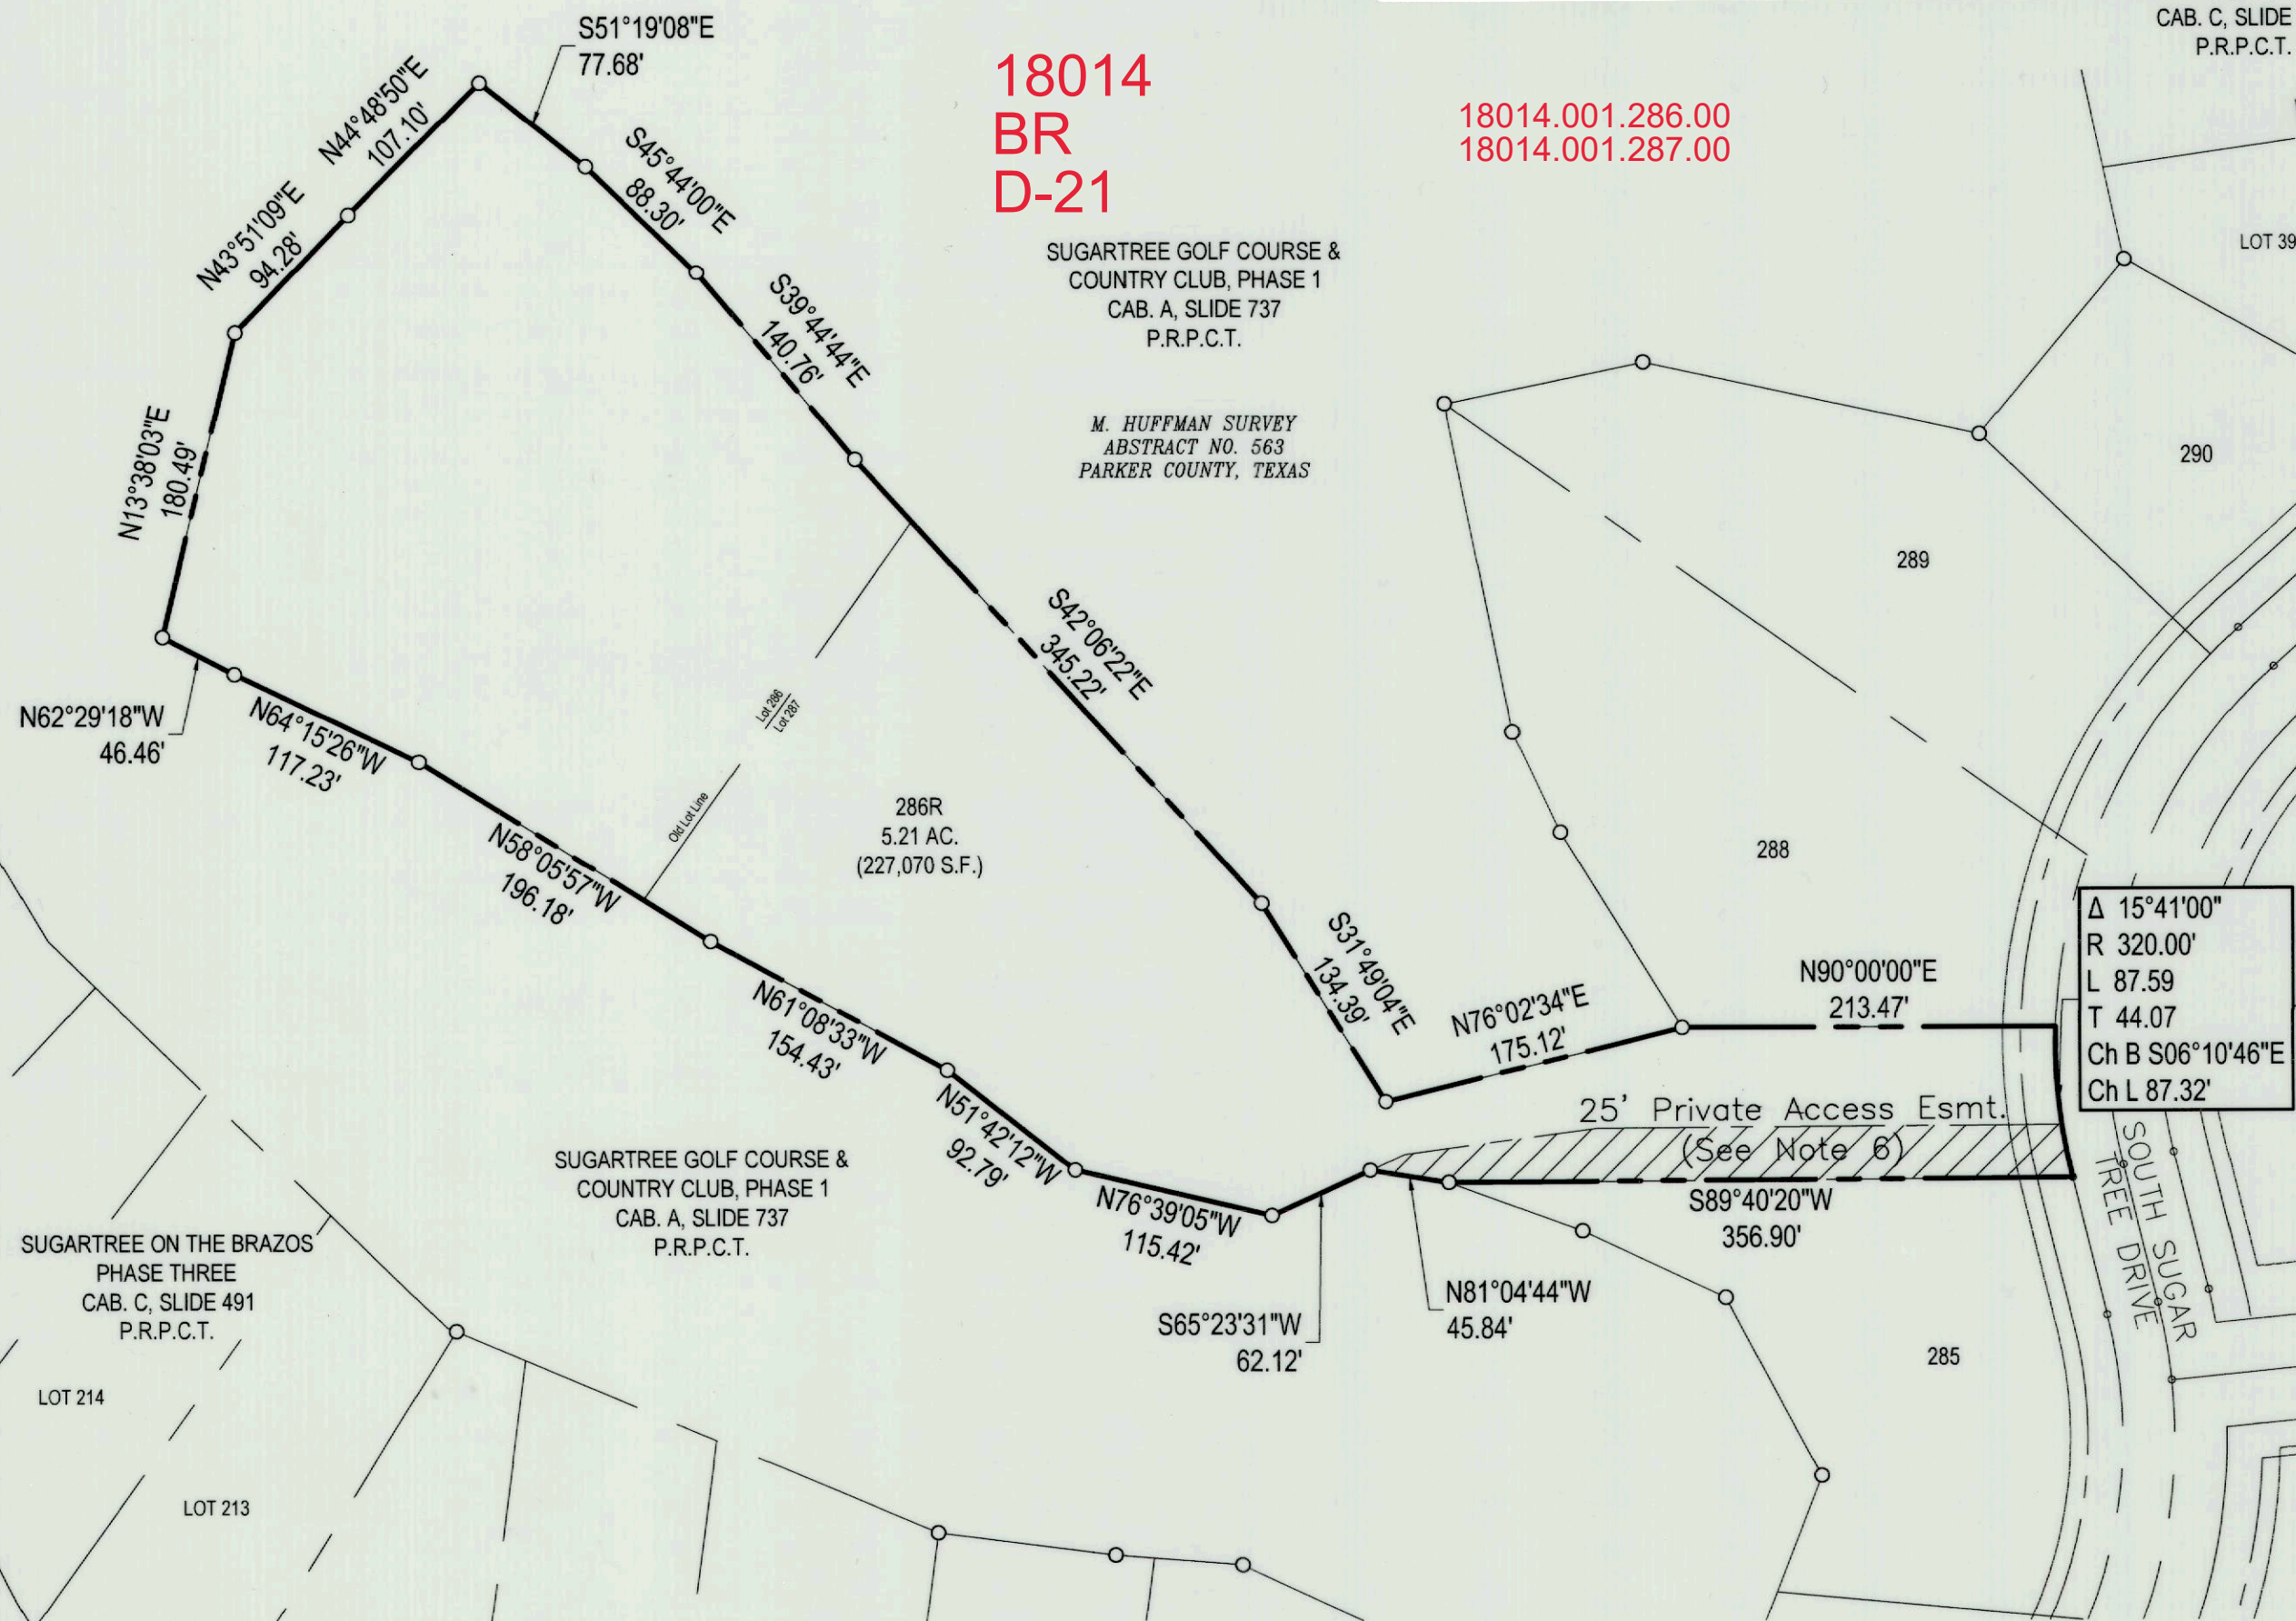 S51°19'08"E
77.68'
CAB. C, SLIDE
P.R.P.C.T.
18014
BR
D-21
18014.001.286.00
18014.001.287.00
N44°48'50"E
107.10'
S45°44'00"E
88.30'
N43°51'09"E
94.28'
SUGARTREE GOLF COURSE &
COUNTRY CLUB, PHASE 1
CAB. A, SLIDE 737
P.R.P.C.T.
LOT 39
S39°44'44"E
140.76'
M. HUFFMAN SURVEY
ABSTRACT NO. 563
PARKER COUNTY, TEXAS
N13°38'03"E
180.49'
290
289
S42°06'22"E
345.22'
N62°29'18"W
46.46'
N64°15'26"W
117.23'
Lot 286
Lot 287
Old Lot Line
286R
5.21 AC.
(227,070 S.F.)
288
N58°05'57"W
196.18'
S31°49'04"E
134.39'
N76°02'34"E
175.12'
N90°00'00"E
213.47'
Δ 15°41'00"
R 320.00'
L 87.59
T 44.07
Ch B S06°10'46"E
Ch L 87.32'
N61°08'33"W
154.43'
N51°42'12"W
92.79'
25' Private Access Esmt.
(See Note 6)
SOUTH SUGAR
TREE DRIVE
SUGARTREE GOLF COURSE &
COUNTRY CLUB, PHASE 1
CAB. A, SLIDE 737
P.R.P.C.T.
N76°39'05"W
115.42'
S89°40'20"W
356.90'
SUGARTREE ON THE BRAZOS
PHASE THREE
CAB. C, SLIDE 491
P.R.P.C.T.
S65°23'31"W
62.12'
N81°04'44"W
45.84'
285
LOT 214
LOT 213